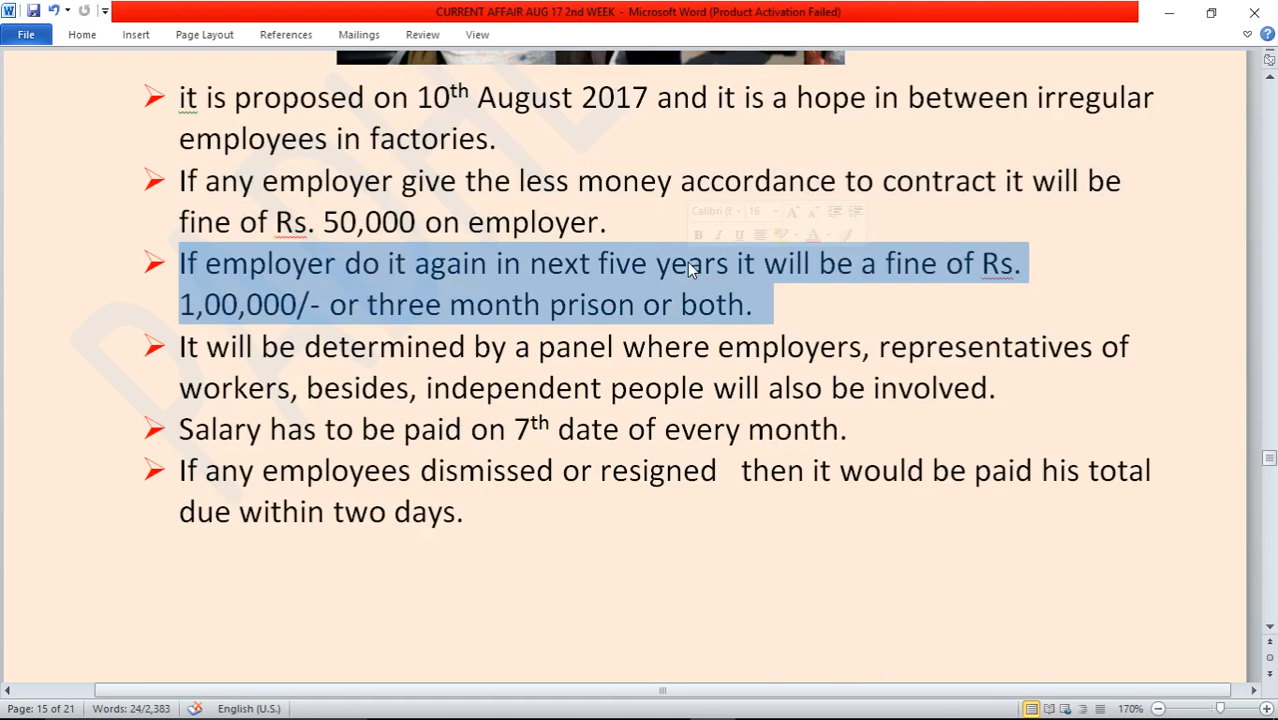 CURRENT AFFAIR AUG 17 2nd WEEK - Microsoft Word (Product Activation Failed)
File Home Insert Page Layout References Mailings Review View
it is proposed on 10th August 2017 and it is a hope in between irregular
employees in factories.
If any employer give the less money accordance to contract it will be
fine of Rs. 50,000 on employer.
If employer do it again in next five years it will be a fine of Rs.
1,00,000/- or three month prison or both.
It will be determined by a panel where employers, representatives of
workers, besides, independent people will also be involved.
Salary has to be paid on 7th date of every month.
If any employees dismissed or resigned then it would be paid his total
due within two days.
Page: 15 of 21 Words: 24/2,383 English (U.S.) 170%